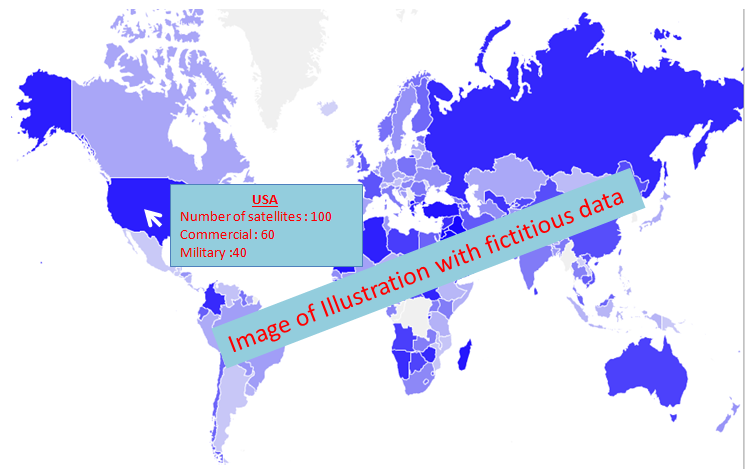 USA
Number of satellites : 100
Commercial : 60
Military :40
Image of Illustration with fictitious data